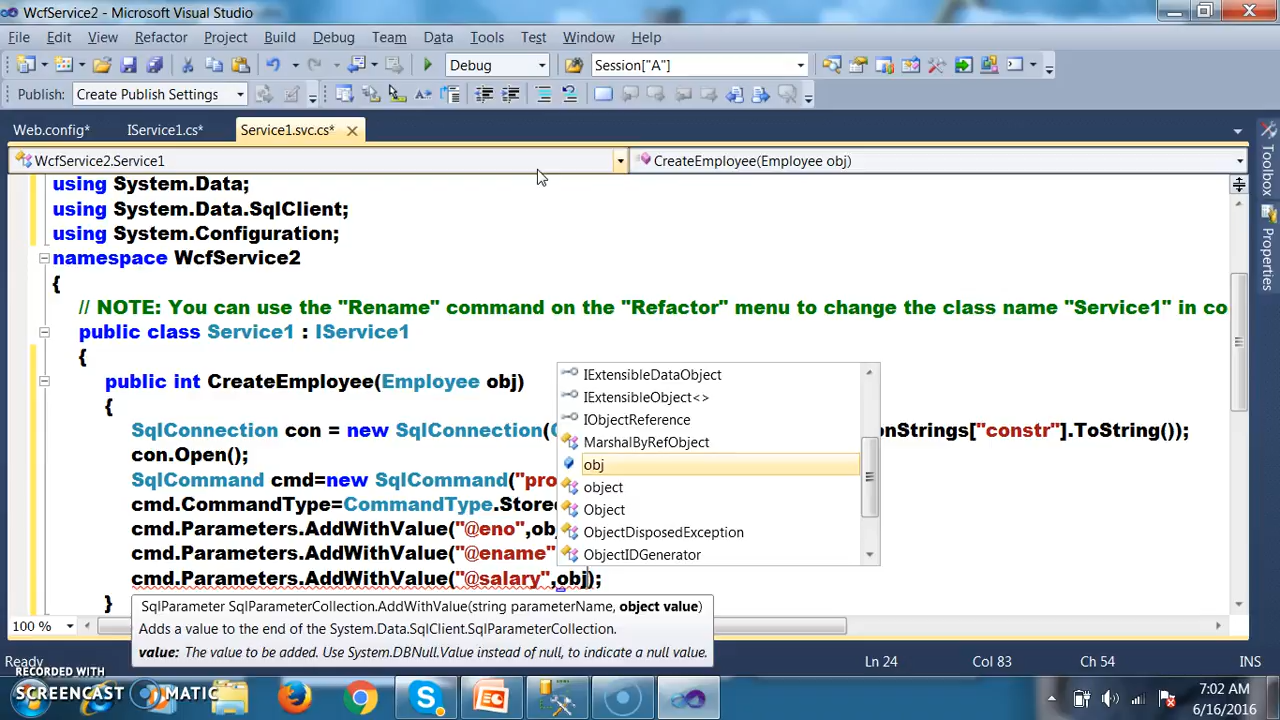 WcfService2 - Microsoft Visual Studio
File Edit View Refactor Project Build Debug Team Data Tools Test Window Help
Debug Session["A"]
Publish: Create Publish Settings
Web.config* IService1.cs* Service1.svc.cs*
WcfService2.Service1 CreateEmployee(Employee obj)
using System.Data;
using System.Data.SqlClient;
using System.Configuration;
namespace WcfService2
{
// NOTE: You can use the "Rename" command on the "Refactor" menu to change the class name "Service1" in co
public class Service1 : IService1
{
public int CreateEmployee(Employee obj)
{
SqlConnection con = new SqlConnection( onStrings["constr"].ToString());
con.Open();
SqlCommand cmd=new SqlCommand("pro
cmd.CommandType=CommandType.Stored
cmd.Parameters.AddWithValue("@eno",obj
cmd.Parameters.AddWithValue("@ename"
cmd.Parameters.AddWithValue("@salary",obj);
}
IExtensibleDataObject
IExtensibleObject<>
IObjectReference
MarshalByRefObject
obj
object
Object
ObjectDisposedException
ObjectIDGenerator
SqlParameter SqlParameterCollection.AddWithValue(string parameterName, object value)
Adds a value to the end of the System.Data.SqlClient.SqlParameterCollection.
value: The value to be added. Use System.DBNull.Value instead of null, to indicate a null value.
Toolbox
Properties
100 %
Ready Ln 24 Col 83 Ch 54 INS
RECORDED WITH
SCREENCAST MATIC
7:02 AM
6/16/2016